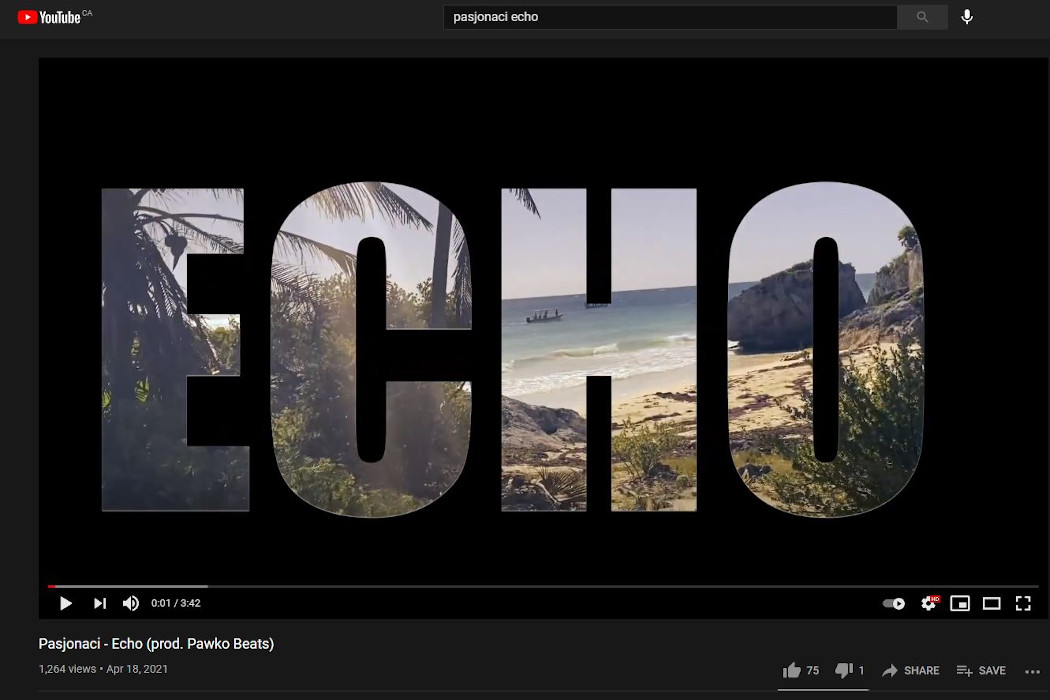 YouTube CA
pasjonaci echo
ECHO
0:01 / 3:42
HD
Pasjonaci - Echo (prod. Pawko Beats)
1,264 views • Apr 18, 2021
75 1 SHARE SAVE